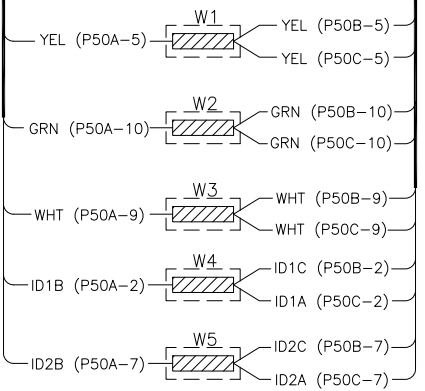 W1
YEL (P50A-5)
YEL (P50B-5)
YEL (P50C-5)
W2
GRN (P50A-10)
GRN (P50B-10)
GRN (P50C-10)
W3
WHT (P50A-9)
WHT (P50B-9)
WHT (P50C-9)
W4
ID1B (P50A-2)
ID1C (P50B-2)
ID1A (P50C-2)
W5
ID2B (P50A-7)
ID2C (P50B-7)
ID2A (P50C-7)